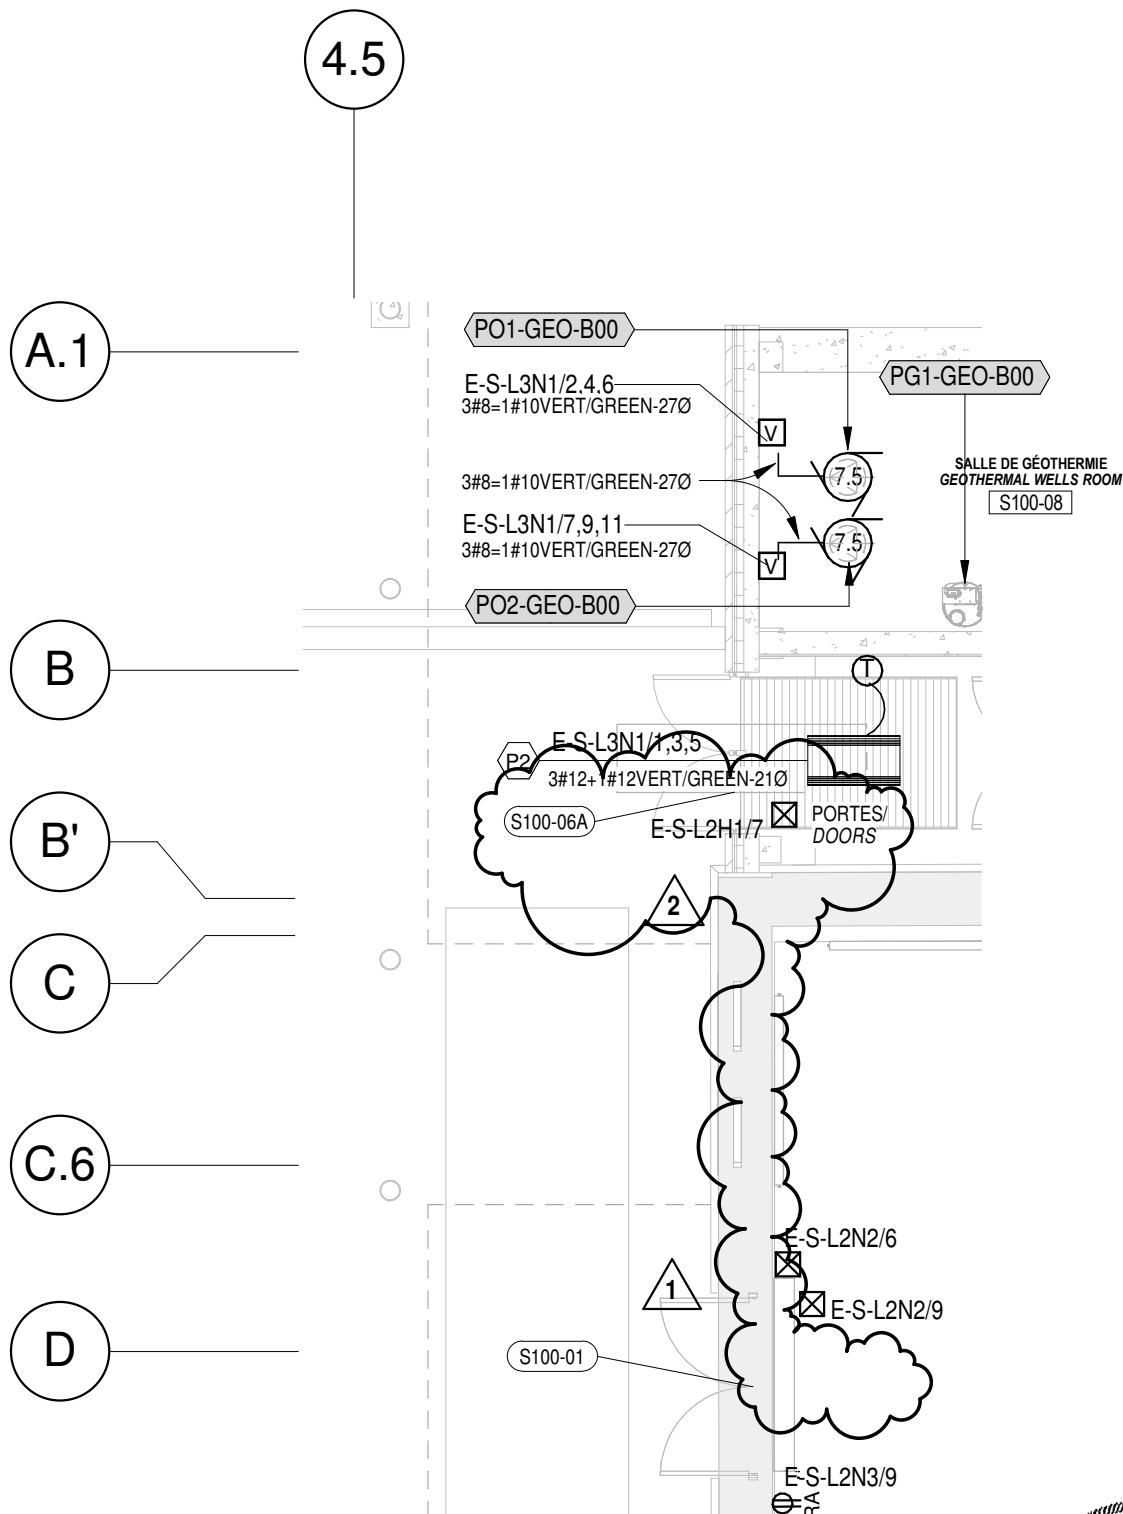 4.5
A.1
PO1-GEO-B00
PG1-GEO-B00
E-S-L3N1/2,4,6
3#8=1#10VERT/GREEN-27Ø
V
7.5
SALLE DE GÉOTHERMIE
GEOTHERMAL WELLS ROOM
S100-08
3#8=1#10VERT/GREEN-27Ø
E-S-L3N1/7,9,11
3#8=1#10VERT/GREEN-27Ø
7.5
V
PO2-GEO-B00
B
T
E-S-L3N1/1,3,5
P2
3#12+1#12VERT/GREEN-21Ø
S100-06A
E-S-L2H1/7
PORTES/
DOORS
B'
2
C
C.6
E-S-L2N2/6
1
E-S-L2N2/9
D
S100-01
E-S-L2N3/9
RA